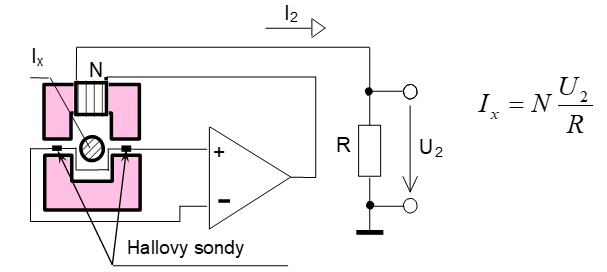 I₂
Iₓ
N
+
-
R
U₂
Hallovy sondy
Iₓ = N U₂/R